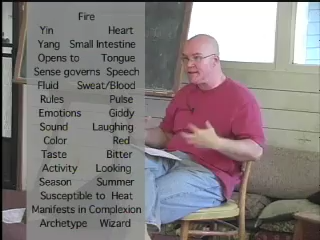 Fire
Yin Heart
Yang Small Intestine
Opens to Tongue
Sense governs Speech
Fluid Sweat/Blood
Rules Pulse
Emotions Giddy
Sound Laughing
Color Red
Taste Bitter
Activity Looking
Season Summer
Susceptible to Heat
Manifests in Complexion
Archetype Wizard